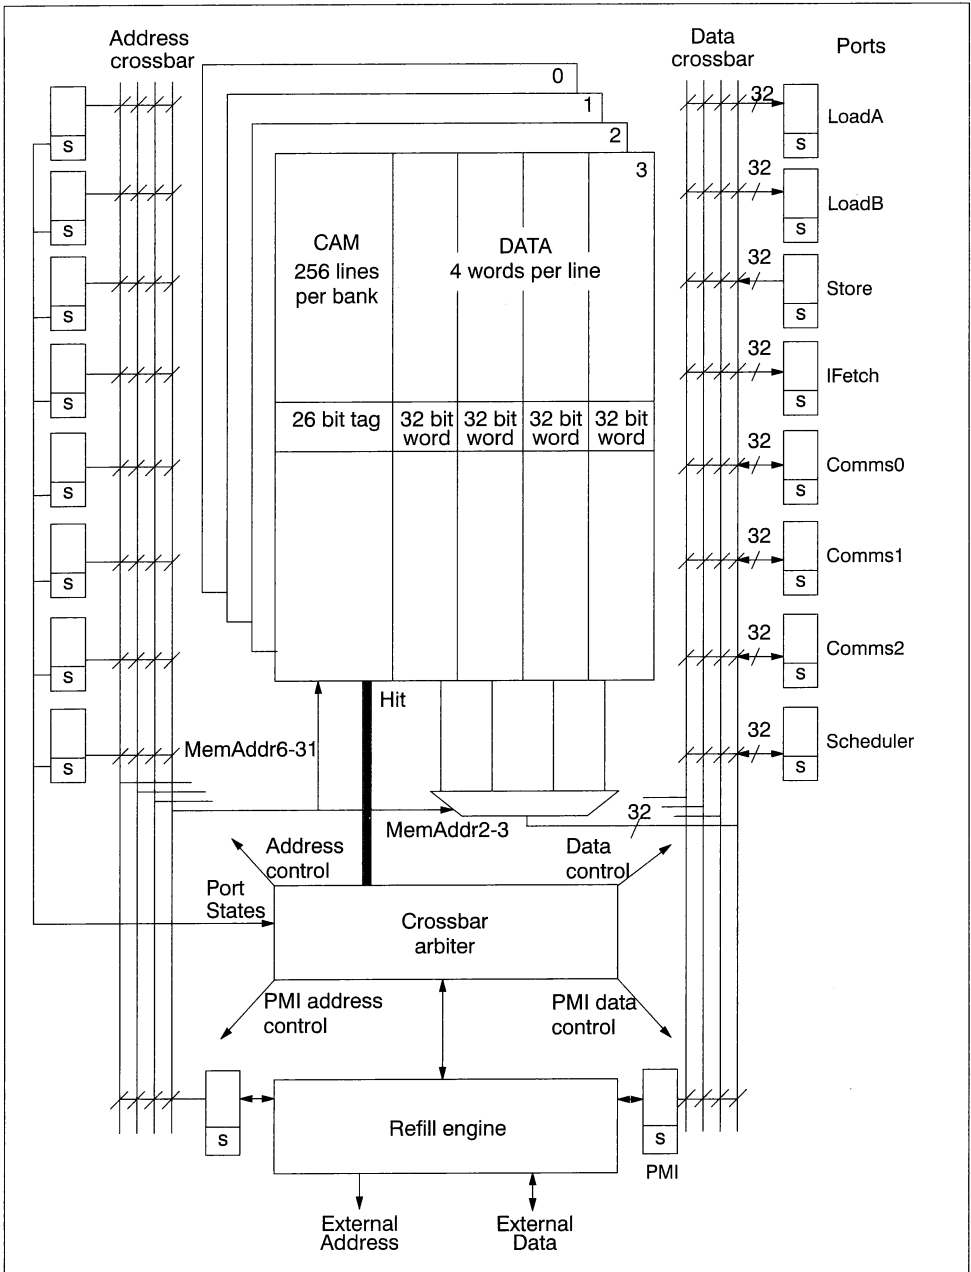 Address
crossbar
Data
crossbar
Ports
0
1
2
3
CAM
256 lines
per bank
DATA
4 words per line
26 bit tag
32 bit
word
32 bit
word
32 bit
word
32 bit
word
S
S
S
S
S
S
S
S
32
LoadA
S
32
LoadB
S
32
Store
S
32
IFetch
S
32
Comms0
S
32
Comms1
S
32
Comms2
S
32
Scheduler
S
Hit
MemAddr6-31
MemAddr2-3
32
Address
control
Data
control
Port
States
Crossbar
arbiter
PMI address
control
PMI data
control
S
Refill engine
S
PMI
External
Address
External
Data